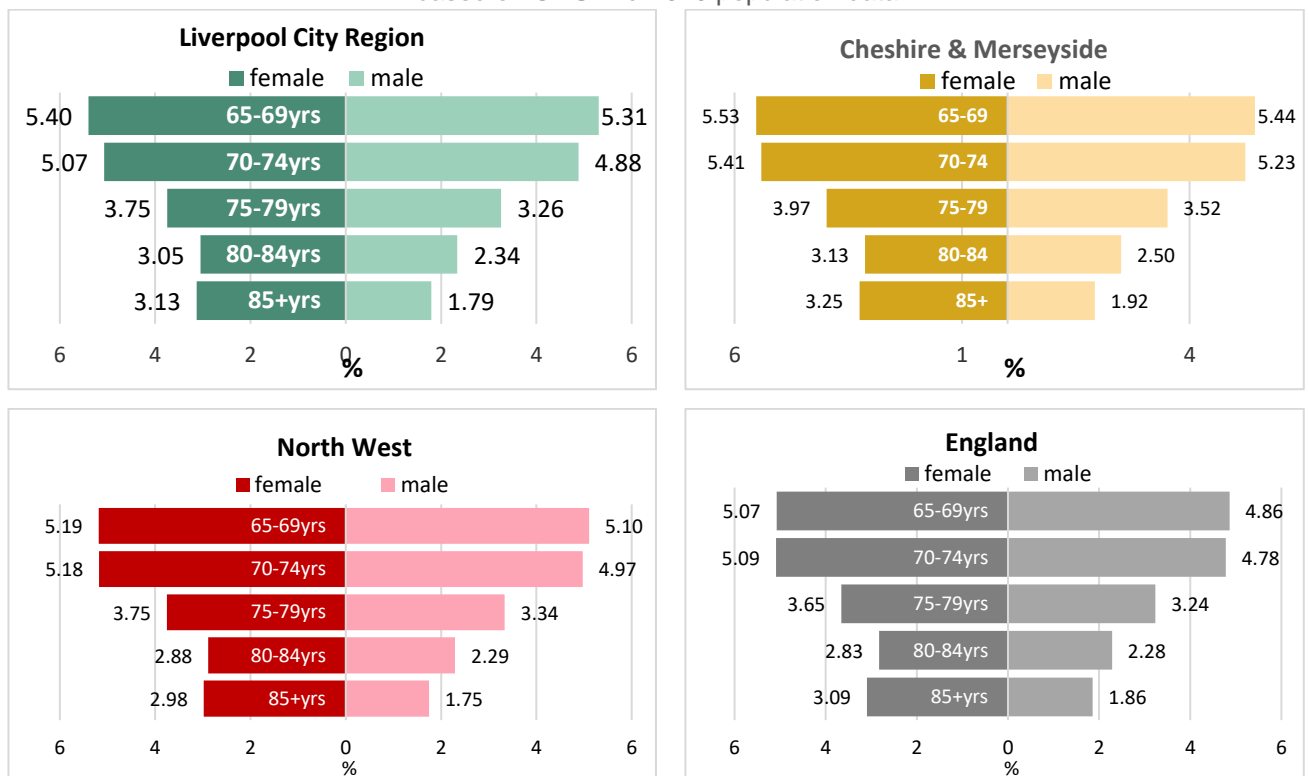 Liverpool City Region
female male
5.40 65-69yrs 5.31
5.07 70-74yrs 4.88
3.75 75-79yrs 3.26
3.05 80-84yrs 2.34
3.13 85+yrs 1.79
6 4 2 0 2 4 6
%
Cheshire & Merseyside
female male
5.53 65-69 5.44
5.41 70-74 5.23
3.97 75-79 3.52
3.13 80-84 2.50
3.25 85+ 1.92
6 1 4
%
North West
female male
5.19 65-69yrs 5.10
5.18 70-74yrs 4.97
3.75 75-79yrs 3.34
2.88 80-84yrs 2.29
2.98 85+yrs 1.75
6 4 2 0 2 4 6
%
England
female male
5.07 65-69yrs 4.86
5.09 70-74yrs 4.78
3.65 75-79yrs 3.24
2.83 80-84yrs 2.28
3.09 85+yrs 1.86
6 4 2 0 2 4 6
%